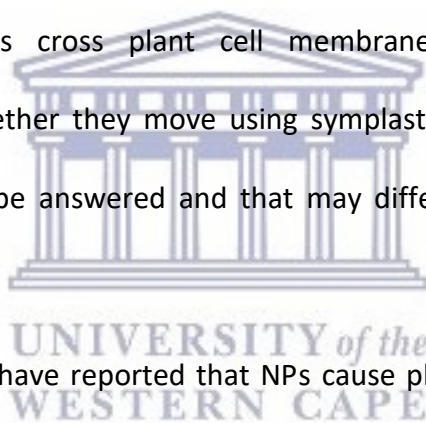 s cross plant cell membrane
ether they move using symplast
be answered and that may diffe
UNIVERSITY of the
have reported that NPs cause pl
WESTERN CAPE